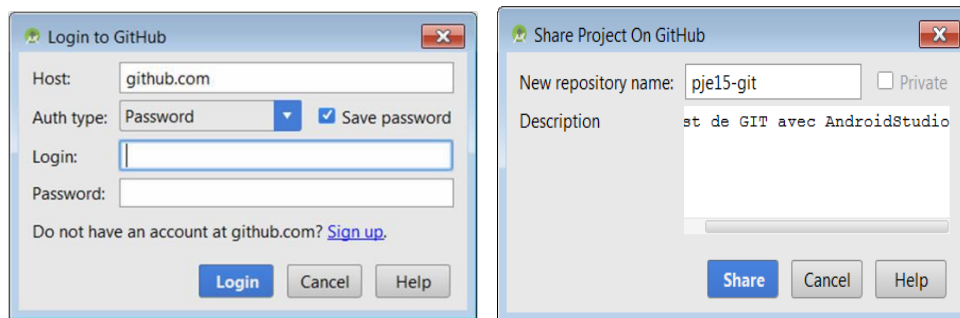 Login to GitHub
Host: github.com
Auth type: Password Save password
Login:
Password:
Do not have an account at github.com? Sign up.
Login Cancel Help
Share Project On GitHub
New repository name: pje15-git Private
Description st de GIT avec AndroidStudio
Share Cancel Help